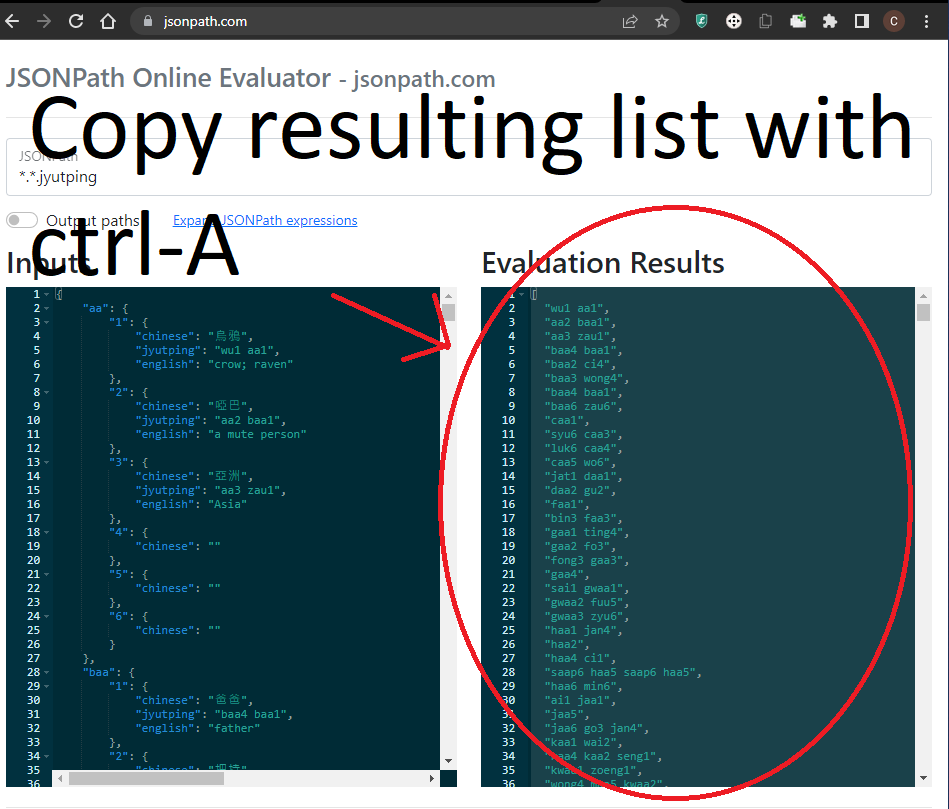 jsonpath.com
C
JSONPath Online Evaluator - jsonpath.com
Copy resulting list with
ctrl-A
JSONPath
*.*.jyutping
Output paths
Expand JSONPath expressions
Inputs
1 {
2 "aa": {
3 "1": {
4 "chinese": "烏鴉",
5 "jyutping": "wu1 aa1",
6 "english": "crow; raven"
7 },
8 "2": {
9 "chinese": "啞巴",
10 "jyutping": "aa2 baa1",
11 "english": "a mute person"
12 },
13 "3": {
14 "chinese": "亞洲",
15 "jyutping": "aa3 zau1",
16 "english": "Asia"
17 },
18 "4": {
19 "chinese": ""
20 },
21 "5": {
22 "chinese": ""
23 },
24 "6": {
25 "chinese": ""
26 }
27 },
28 "baa": {
29 "1": {
30 "chinese": "爸爸",
31 "jyutping": "baa4 baa1",
32 "english": "father"
33 },
34 "2": {
35 "chinese": "把持",
36
Evaluation Results
1 [
2 "wu1 aa1",
3 "aa2 baa1",
4 "aa3 zau1",
5 "baa4 baa1",
6 "baa2 ci4",
7 "baa3 wong4",
8 "baa4 baa1",
9 "baa6 zau6",
10 "caa1",
11 "syu6 caa3",
12 "luk6 caa4",
13 "caa5 wo6",
14 "jat1 daa1",
15 "daa2 gu2",
16 "faa1",
17 "bin3 faa3",
18 "gaa1 ting4",
19 "gaa2 fo3",
20 "fong3 gaa3",
21 "gaa4",
22 "sai1 gwaa1",
23 "gwaa2 fuu5",
24 "gwaa3 zyu6",
25 "haa1 jan4",
26 "haa2",
27 "haa4 ci1",
28 "saap6 haa5 saap6 haa5",
29 "haa6 min6",
30 "ai1 jaa1",
31 "jaa5",
32 "jaa6 go3 jan4",
33 "kaa1 wai2",
34 "kaa4 kaa2 seng1",
35 "kwaa1 zoeng1",
36 "wong4 maa5 kwaa2",